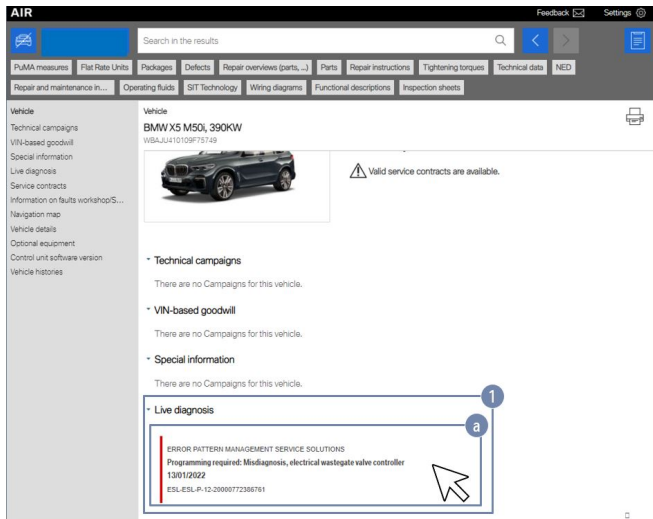 AIR
Feedback
Settings
Search in the results
PuMA measures
Flat Rate Units
Packages
Defects
Repair overviews (parts, ...)
Parts
Repair instructions
Tightening torques
Technical data
NED
Repair and maintenance in...
Operating fluids
SIT Technology
Wiring diagrams
Functional descriptions
Inspection sheets
Vehicle
Technical campaigns
VIN-based goodwill
Special information
Live diagnosis
Service contracts
Information on faults workshop/S...
Navigation map
Vehicle details
Optional equipment
Control unit software version
Vehicle histories
Vehicle
BMW X5 M50i, 390KW
WBAJU410109F75749
Valid service contracts are available.
Technical campaigns
There are no Campaigns for this vehicle.
VIN-based goodwill
There are no Campaigns for this vehicle.
Special information
There are no Campaigns for this vehicle.
1
Live diagnosis
a
ERROR PATTERN MANAGEMENT SERVICE SOLUTIONS
Programming required: Misdiagnosis, electrical wastegate valve controller
13/01/2022
ESL-ESL-P-12-20000772386761